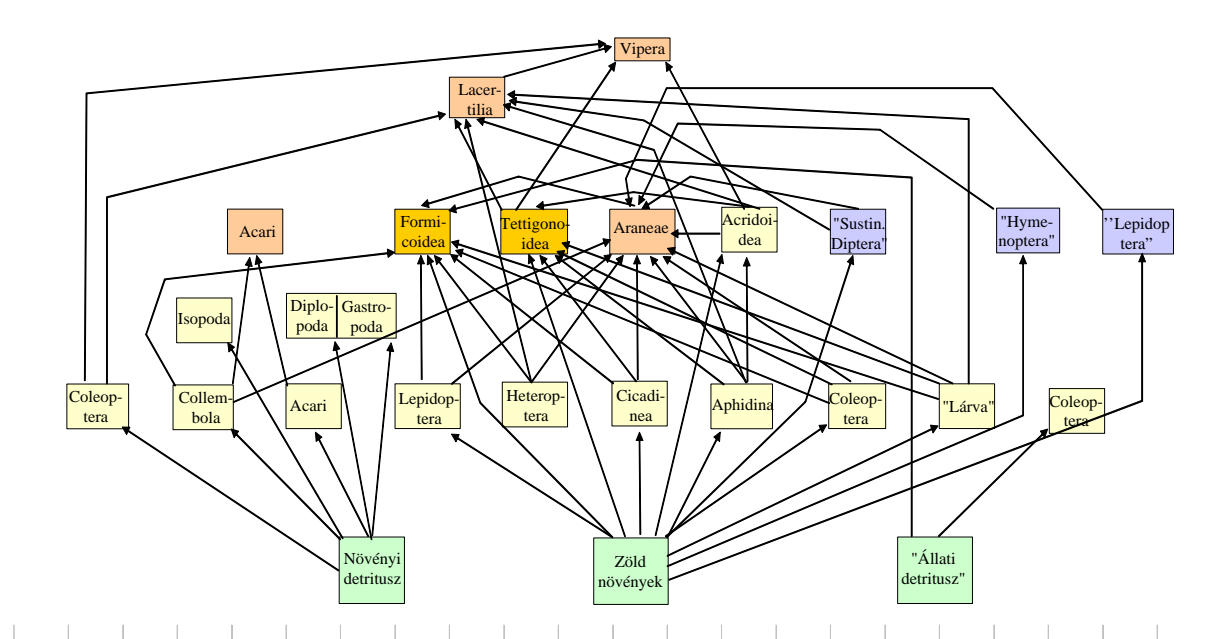 Vipera
Lacer-
tilia
Acari
Formi-
coidea
Tettigono-
idea
Araneae
Acridoi-
dea
"Sustin.
Diptera"
"Hyme-
noptera"
’’Lepidop
tera”
Isopoda
Diplo-
poda
Gastro-
poda
Coleop-
tera
Collem-
bola
Acari
Lepidop-
tera
Heterop-
tera
Cicadi-
nea
Aphidina
Coleop-
tera
"Lárva"
Coleop-
tera
Növényi
detritusz
Zöld
növények
"Állati
detritusz"